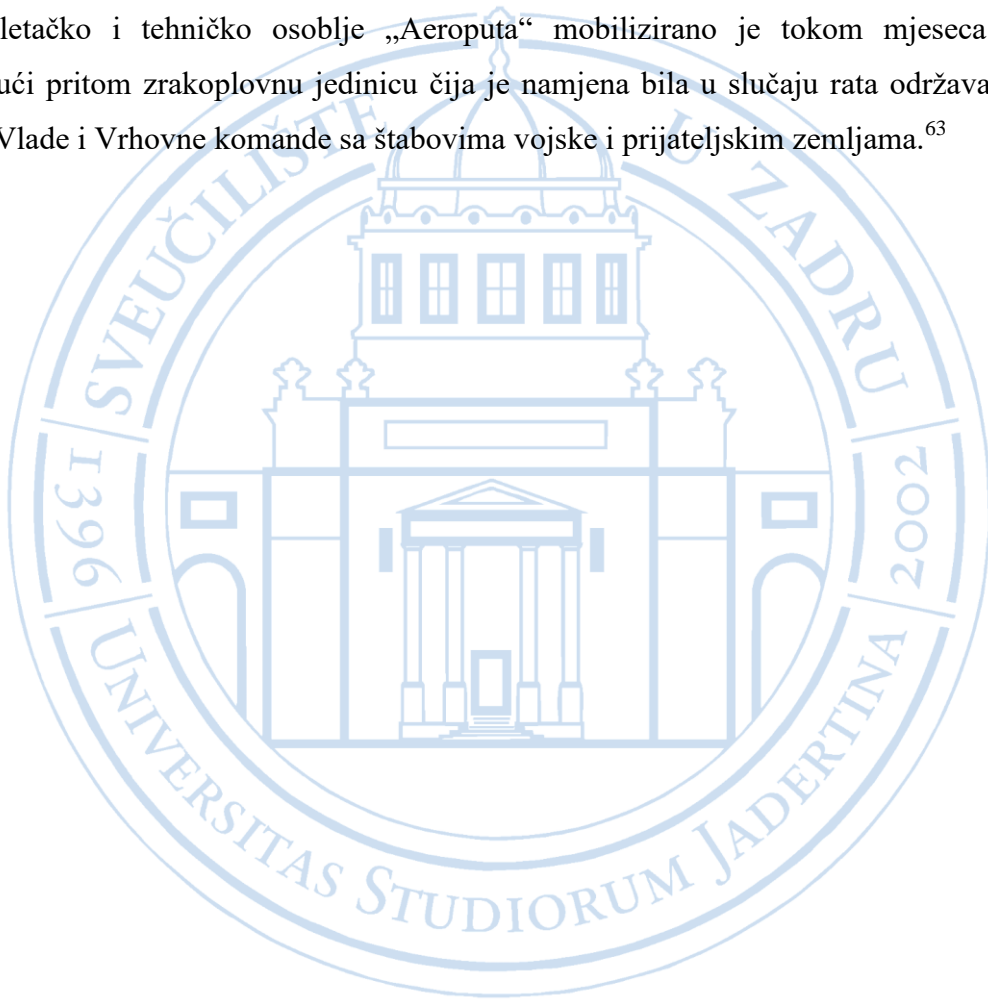 letačko i tehničko osoblje „Aeroputa“ mobilizirano je tokom mjeseca
ući pritom zrakoplovnu jedinicu čija je namjena bila u slučaju rata održava
Vlade i Vrhovne komande sa štabovima vojske i prijateljskim zemljama.63
SVEUČILIŠTE U ZADRU
1396
2002
UNIVERSITAS STUDIORUM JADERTINA